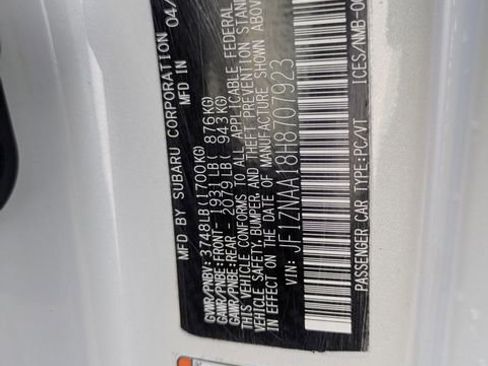 MFD BY SUBARU CORPORATION 04/
MFD IN
GVWR/PNBV: 3748LB(1700KG)
GAWR/PNBE:FRONT- 1931LB( 876KG)
GAWR/PNBE:REAR - 2079LB( 943KG)
THIS VEHICLE CONFORMS TO ALL APPLICABLE FEDERAL
VEHICLE SAFETY, BUMPER, AND THEFT PREVENTION STAND
IN EFFECT ON THE DATE OF MANUFACTURE SHOWN ABO
VIN: JF1ZNAA18H8707923
PASSENGER CAR TYPE:PC/VT ICES/NMB-0